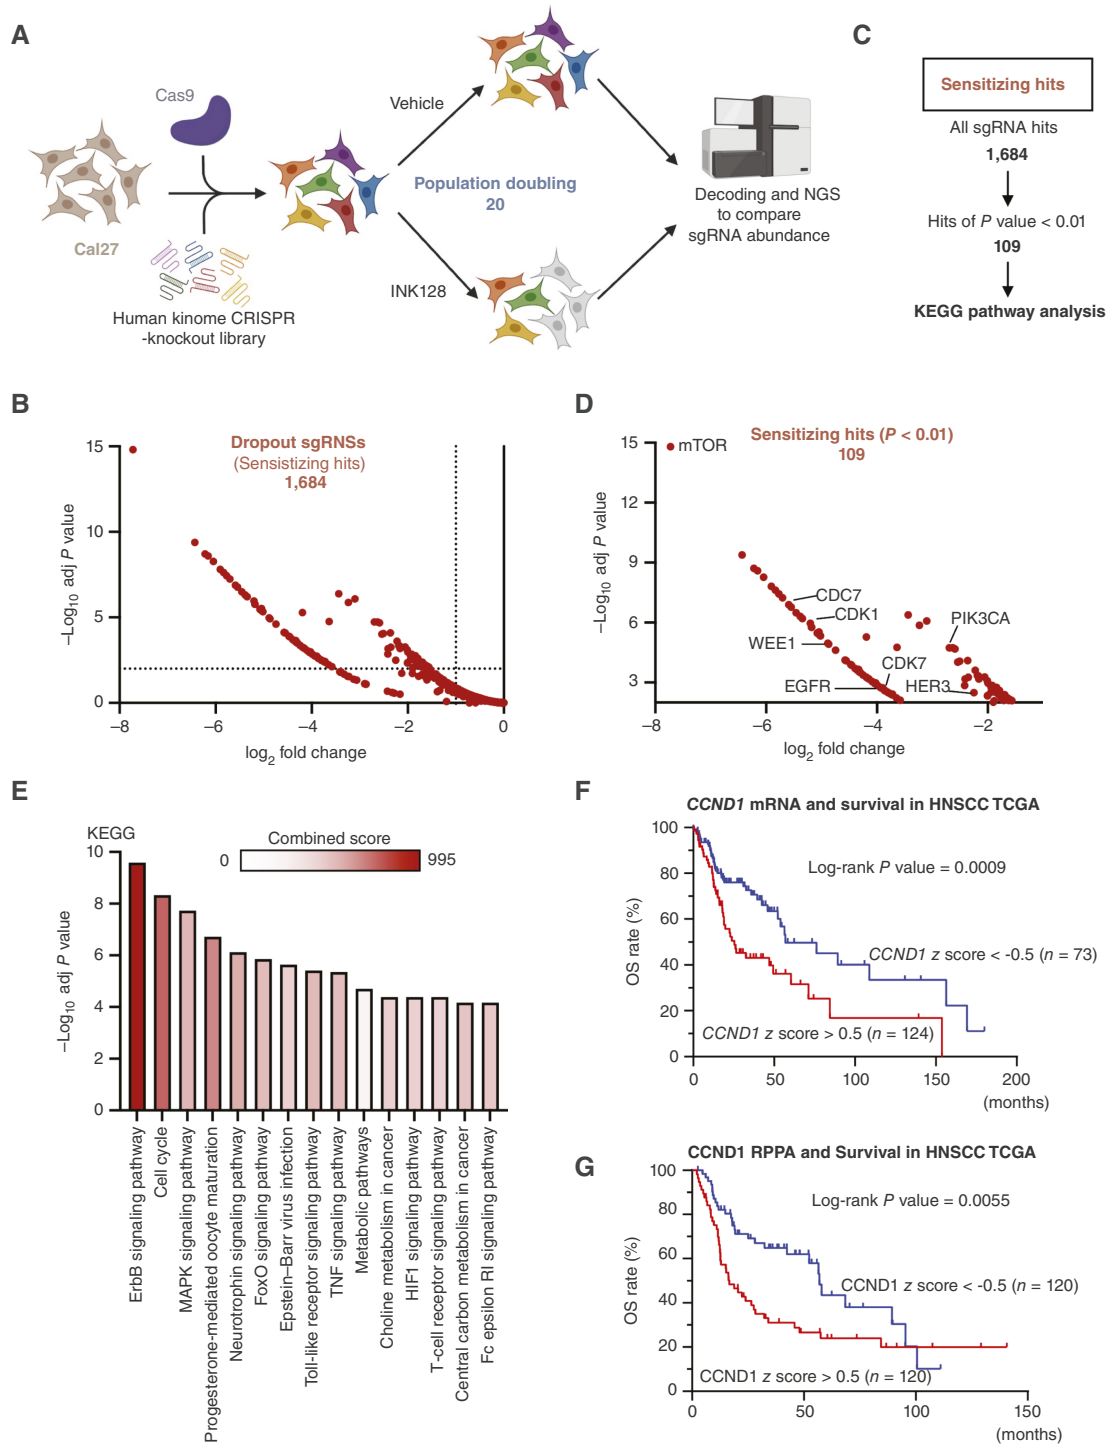 A
Cas9
Cal27
Human kinome CRISPR
-knockout library
Vehicle
Population doubling
20
INK128
Decoding and NGS
to compare
sgRNA abundance
C
Sensitizing hits
All sgRNA hits
1,684
Hits of P value < 0.01
109
KEGG pathway analysis
B
Dropout sgRNSs
(Sensistizing hits)
1,684
–Log10 adj P value
15
10
5
0
–8
–6
–4
–2
0
log2 fold change
D
Sensitizing hits (P < 0.01)
109
–Log10 adj P value
15
12
9
6
3
mTOR
CDC7
CDK1
WEE1
CDK7
EGFR
HER3
PIK3CA
–8
–6
–4
–2
log2 fold change
E
KEGG
Combined score
0
995
–Log10 adj P value
10
8
6
4
2
0
ErbB signaling pathway
Cell cycle
MAPK signaling pathway
Progesterone-mediated oocyte maturation
Neurotrophin signaling pathway
FoxO signaling pathway
Epstein–Barr virus infection
Toll-like receptor signaling pathway
TNF signaling pathway
Metabolic pathways
Choline metabolism in cancer
HIF1 signaling pathway
T-cell receptor signaling pathway
Central carbon metabolism in cancer
Fc epsilon RI signaling pathway
F
CCND1 mRNA and survival in HNSCC TCGA
Log-rank P value = 0.0009
OS rate (%)
100
80
60
40
20
0
CCND1 z score < -0.5 (n = 73)
CCND1 z score > 0.5 (n = 124)
0
50
100
150
200
(months)
G
CCND1 RPPA and Survival in HNSCC TCGA
Log-rank P value = 0.0055
OS rate (%)
100
80
60
40
20
0
CCND1 z score < -0.5 (n = 120)
CCND1 z score > 0.5 (n = 120)
0
50
100
150
(months)